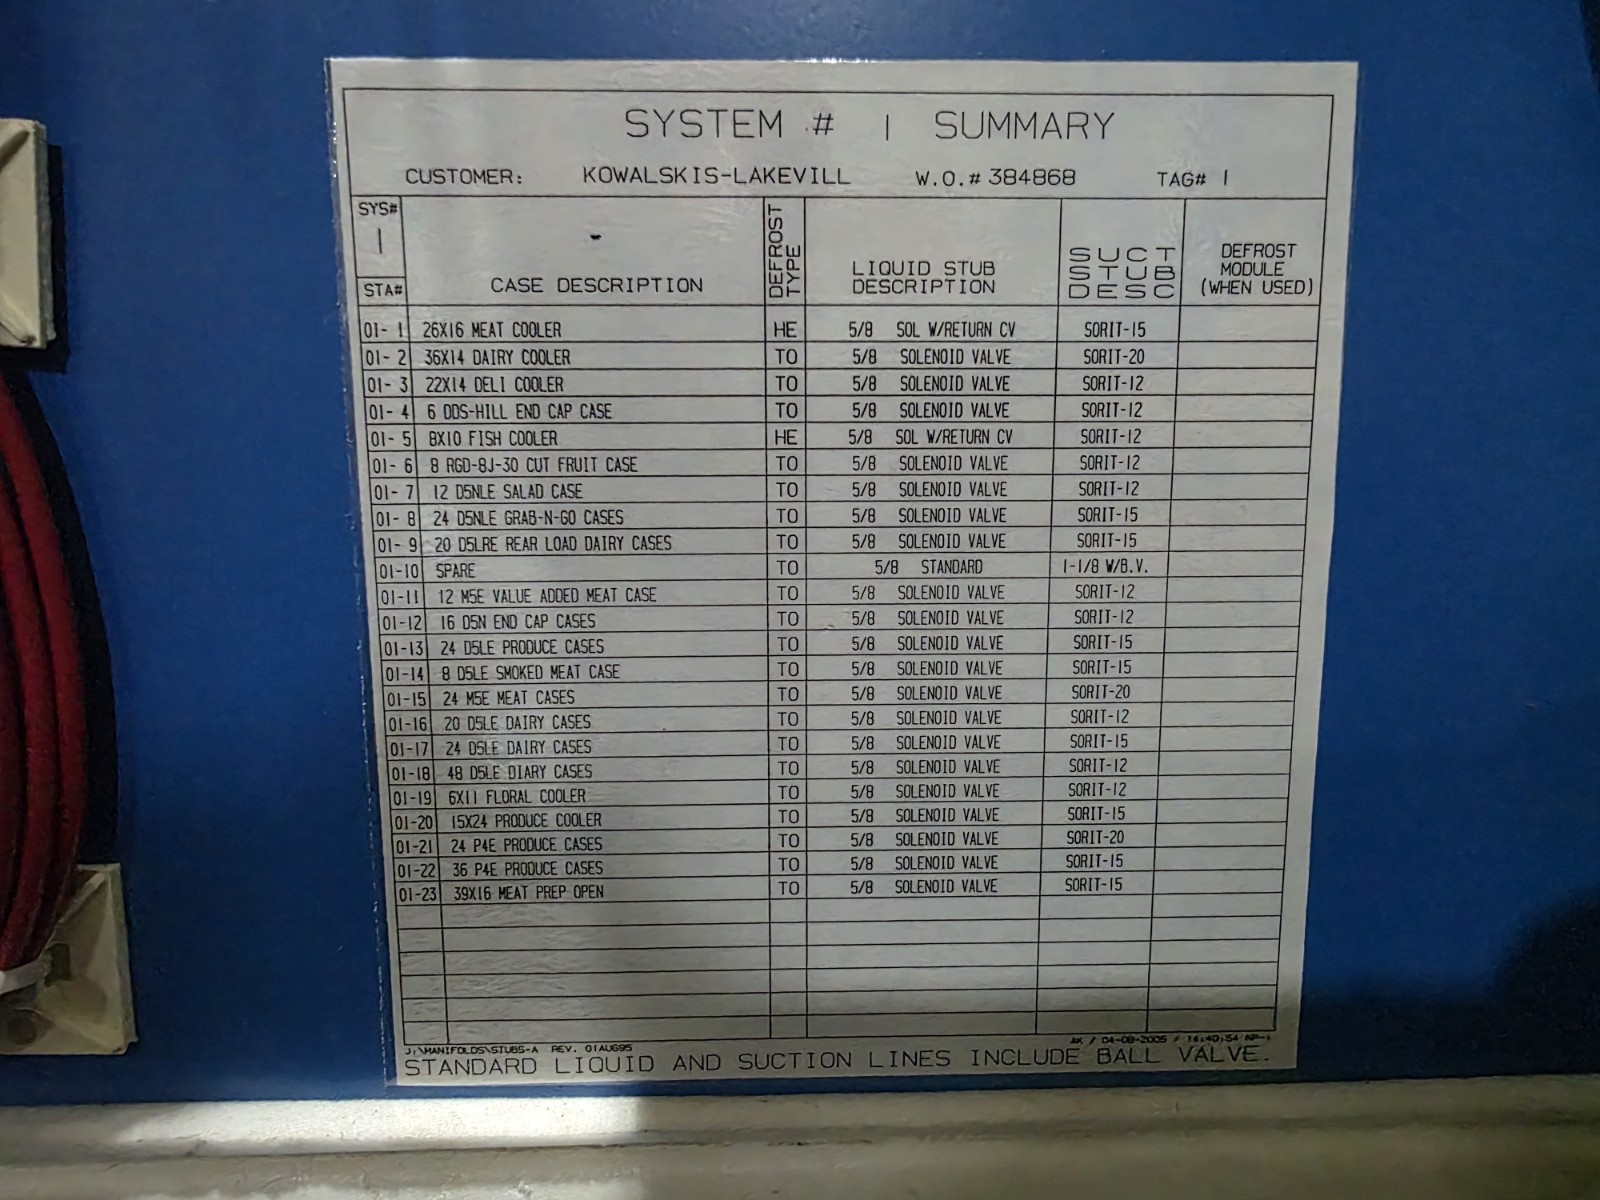 SYSTEM # 1 SUMMARY
CUSTOMER: KOWALSKIS-LAKEVILL W.O.# 384868 TAG# 1
SYS# 1
STA# CASE DESCRIPTION DEFROST TYPE LIQUID STUB DESCRIPTION SUCT STUB DESC DEFROST MODULE (WHEN USED)
01- 1 26X16 MEAT COOLER HE 5/8 SOL W/RETURN CV SORIT-15
01- 2 36X14 DAIRY COOLER TO 5/8 SOLENOID VALVE SORIT-20
01- 3 22X14 DELI COOLER TO 5/8 SOLENOID VALVE SORIT-12
01- 4 6 DDS-HILL END CAP CASE TO 5/8 SOLENOID VALVE SORIT-12
01- 5 8X10 FISH COOLER HE 5/8 SOL W/RETURN CV SORIT-12
01- 6 8 RGD-8J-30 CUT FRUIT CASE TO 5/8 SOLENOID VALVE SORIT-12
01- 7 12 D5NLE SALAD CASE TO 5/8 SOLENOID VALVE SORIT-12
01- 8 24 D5NLE GRAB-N-GO CASES TO 5/8 SOLENOID VALVE SORIT-15
01- 9 20 D5LRE REAR LOAD DAIRY CASES TO 5/8 SOLENOID VALVE SORIT-15
01-10 SPARE TO 5/8 STANDARD 1-1/8 W/B.V.
01-11 12 M5E VALUE ADDED MEAT CASE TO 5/8 SOLENOID VALVE SORIT-12
01-12 16 D5N END CAP CASES TO 5/8 SOLENOID VALVE SORIT-12
01-13 24 D5LE PRODUCE CASES TO 5/8 SOLENOID VALVE SORIT-15
01-14 8 D5LE SMOKED MEAT CASE TO 5/8 SOLENOID VALVE SORIT-15
01-15 24 M5E MEAT CASES TO 5/8 SOLENOID VALVE SORIT-20
01-16 20 D5LE DAIRY CASES TO 5/8 SOLENOID VALVE SORIT-12
01-17 24 D5LE DAIRY CASES TO 5/8 SOLENOID VALVE SORIT-15
01-18 48 D5LE DIARY CASES TO 5/8 SOLENOID VALVE SORIT-12
01-19 6X11 FLORAL COOLER TO 5/8 SOLENOID VALVE SORIT-12
01-20 15X24 PRODUCE COOLER TO 5/8 SOLENOID VALVE SORIT-15
01-21 24 P4E PRODUCE CASES TO 5/8 SOLENOID VALVE SORIT-20
01-22 36 P4E PRODUCE CASES TO 5/8 SOLENOID VALVE SORIT-15
01-23 39X16 MEAT PREP OPEN TO 5/8 SOLENOID VALVE SORIT-15
J:\MANIFOLDS\STUBS-A REV. 01AUG95 AK / 04-08-2005 / 14:40:54
STANDARD LIQUID AND SUCTION LINES INCLUDE BALL VALVE.